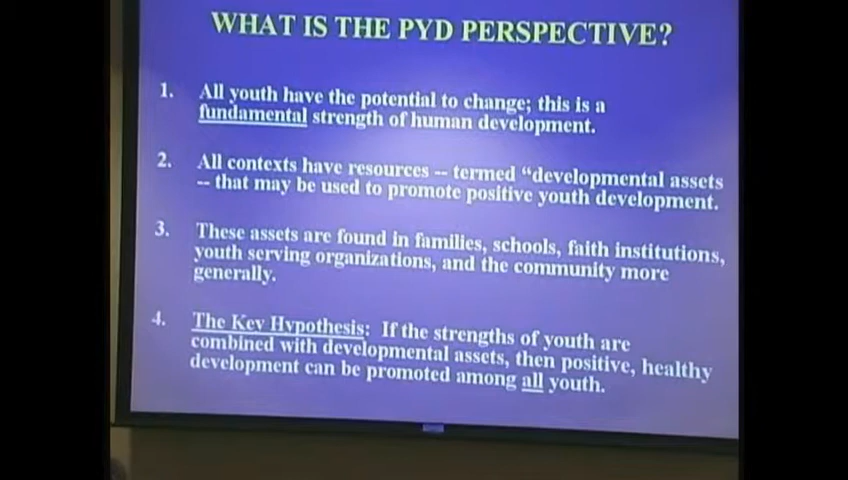 WHAT IS THE PYD PERSPECTIVE?
1. All youth have the potential to change; this is a
fundamental strength of human development.
2. All contexts have resources -- termed “developmental assets
-- that may be used to promote positive youth development.
3. These assets are found in families, schools, faith institutions,
youth serving organizations, and the community more
generally.
4. The Key Hypothesis: If the strengths of youth are
combined with developmental assets, then positive, healthy
development can be promoted among all youth.